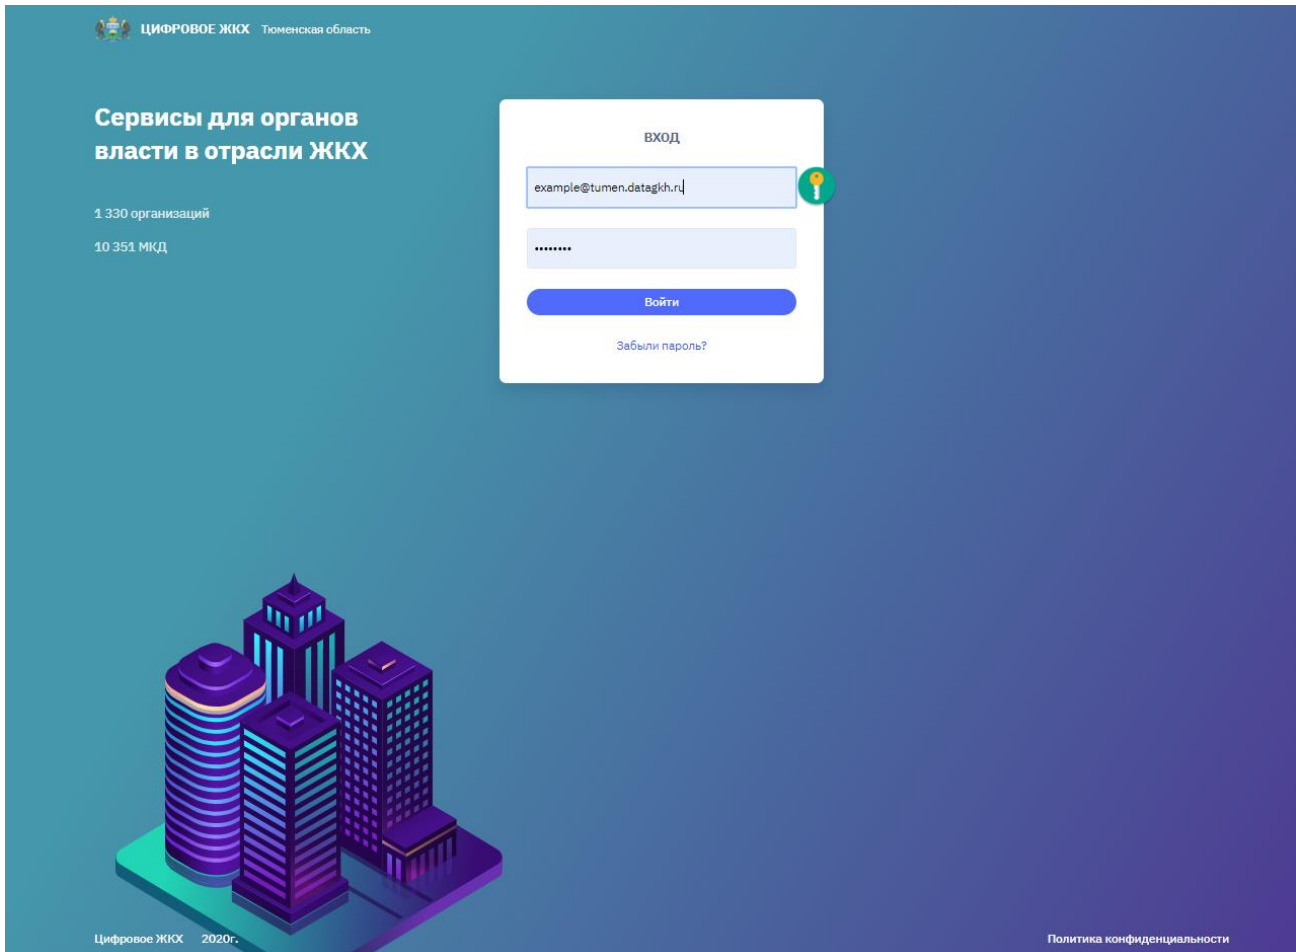 ЦИФРОВОЕ ЖКХ Тюменская область
Сервисы для органов
власти в отрасли ЖКХ
1 330 организаций
10 351 МКД
ВХОД
example@tumen.datagkh.ru
••••••••
Войти
Забыли пароль?
Цифровое ЖКХ 2020г.
Политика конфиденциальности